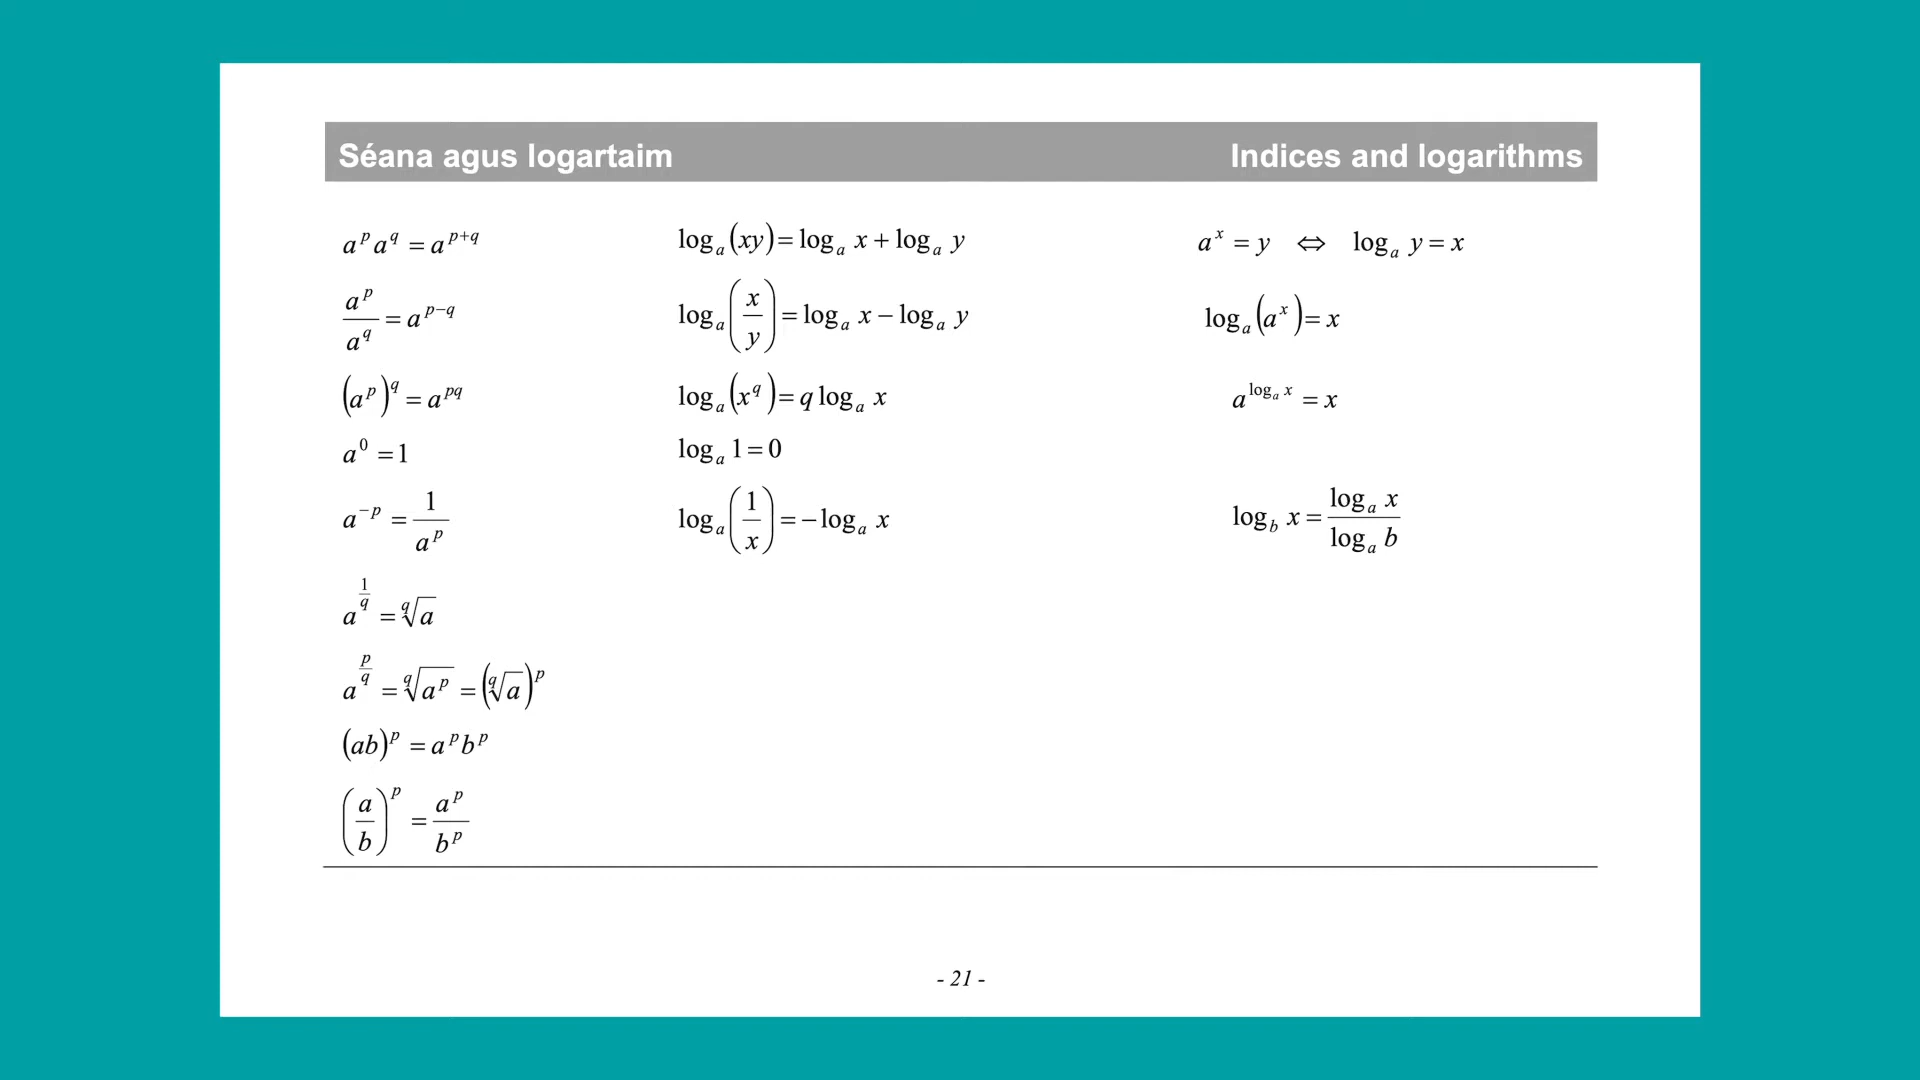 Séana agus logartaim Indices and logarithms
a^p a^q = a^{p+q} log_a (xy) = log_a x + log_a y a^x = y ⇔ log_a y = x
a^p / a^q = a^{p−q} log_a (x/y) = log_a x − log_a y log_a (a^x) = x
(a^p)^q = a^{pq} log_a (x^q) = q log_a x a^{log_a x} = x
a^0 = 1 log_a 1 = 0
a^{−p} = 1/a^p log_a (1/x) = −log_a x log_b x = log_a x / log_a b
a^{1/q} = ^q√a
a^{p/q} = ^q√(a^p) = (^q√a)^p
(ab)^p = a^p b^p
(a/b)^p = a^p / b^p
- 21 -